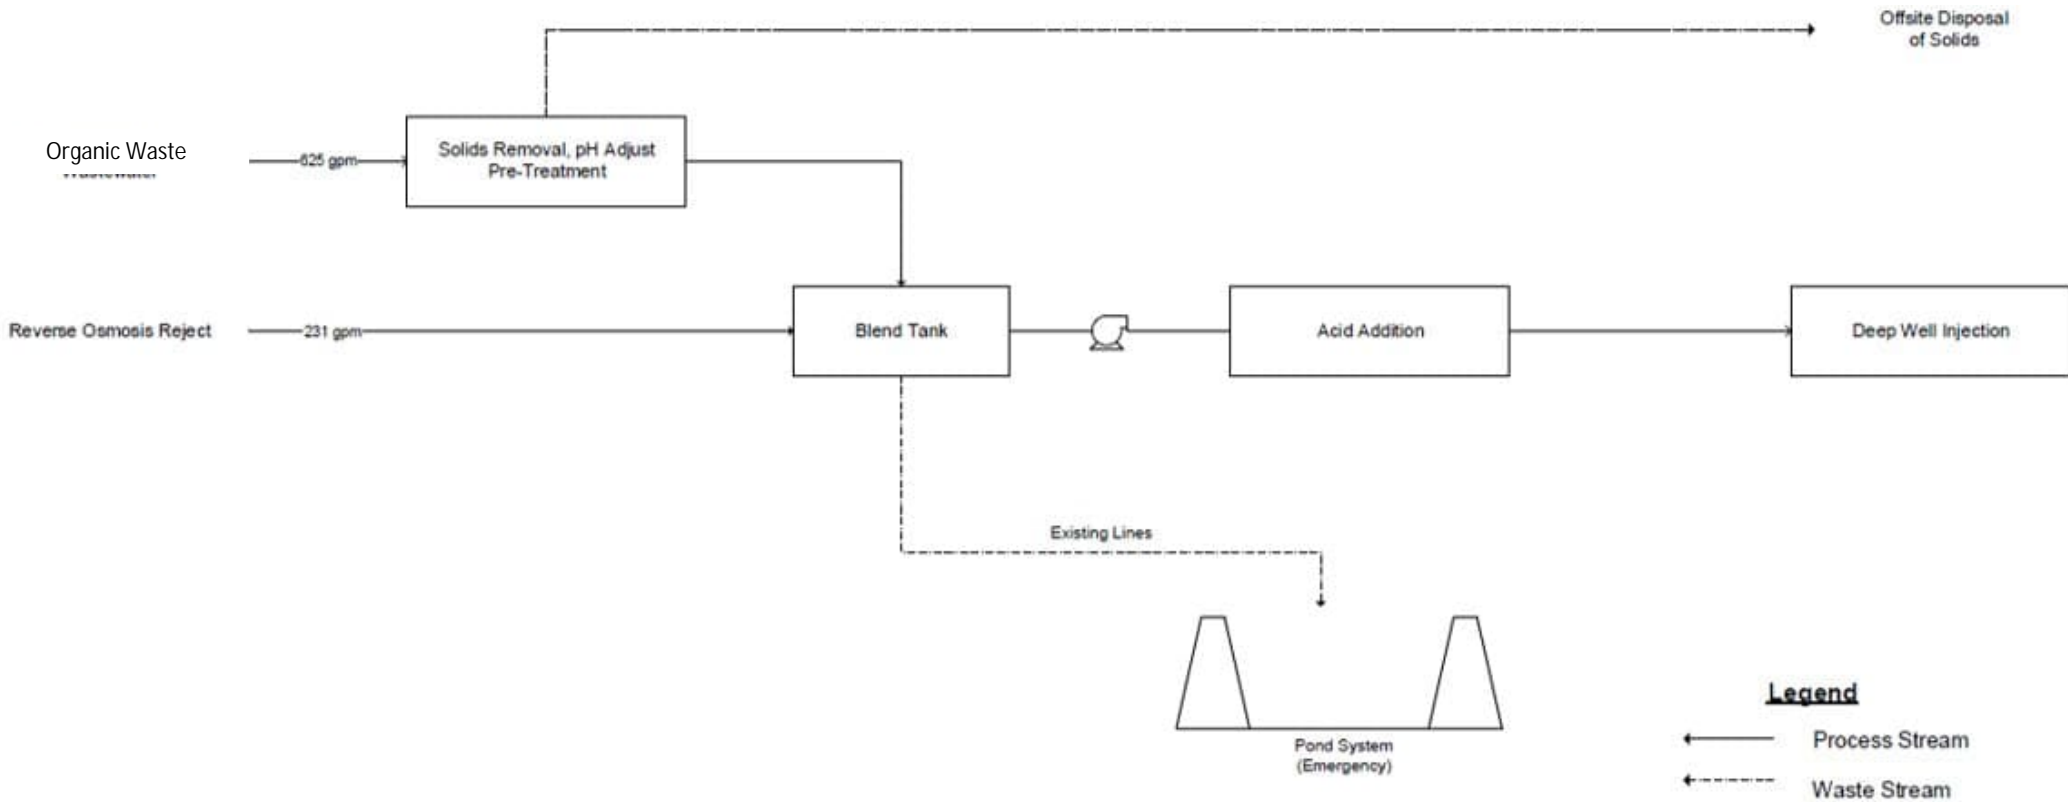 Offsite Disposal
of Solids
Organic Waste
625 gpm
Solids Removal, pH Adjust
Pre-Treatment
Reverse Osmosis Reject
231 gpm
Blend Tank
Acid Addition
Deep Well Injection
Existing Lines
Pond System
(Emergency)
Legend
Process Stream
Waste Stream